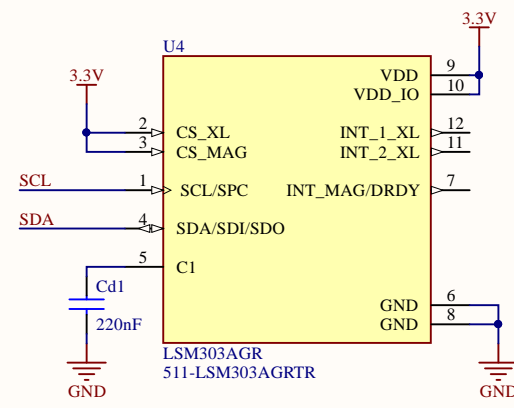 3.3V
U4
3.3V
9
VDD
10
VDD_IO
2
CS_XL
12
INT_1_XL
3
CS_MAG
11
INT_2_XL
SCL
1
SCL/SPC
7
INT_MAG/DRDY
SDA
4
SDA/SDI/SDO
5
C1
Cd1
220nF
6
GND
8
GND
LSM303AGR
511-LSM303AGRTR
GND
GND